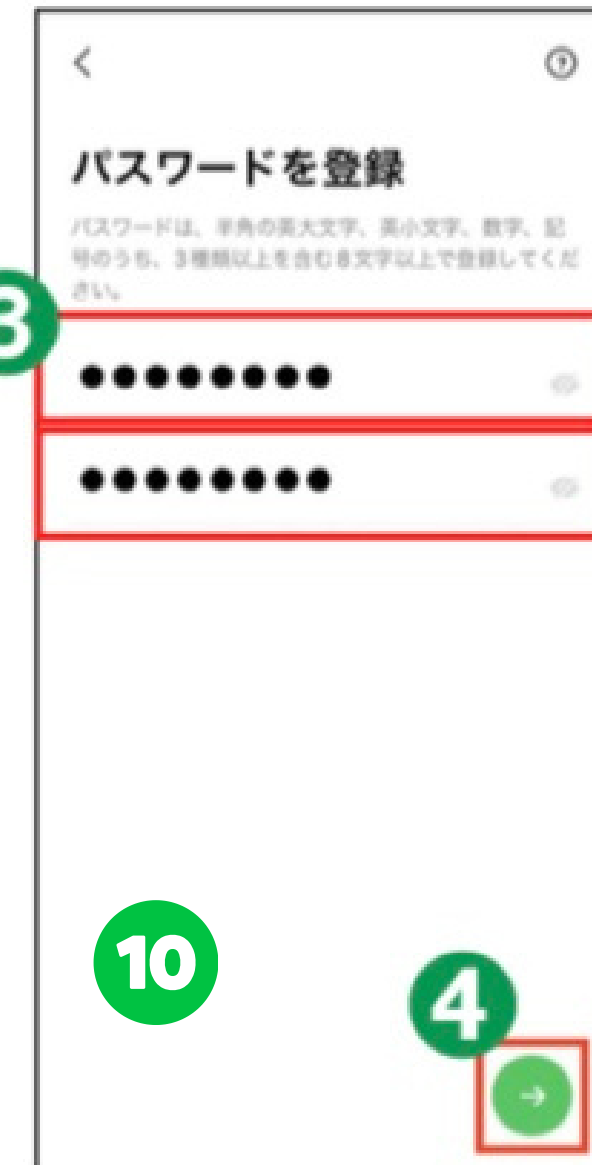 パスワードを登録
パスワードは、半角の英大文字、英小文字、数字、記
号のうち、3種類以上を含む8文字以上で登録してくだ
さい。
3
●●●●●●●●
●●●●●●●●
10
4